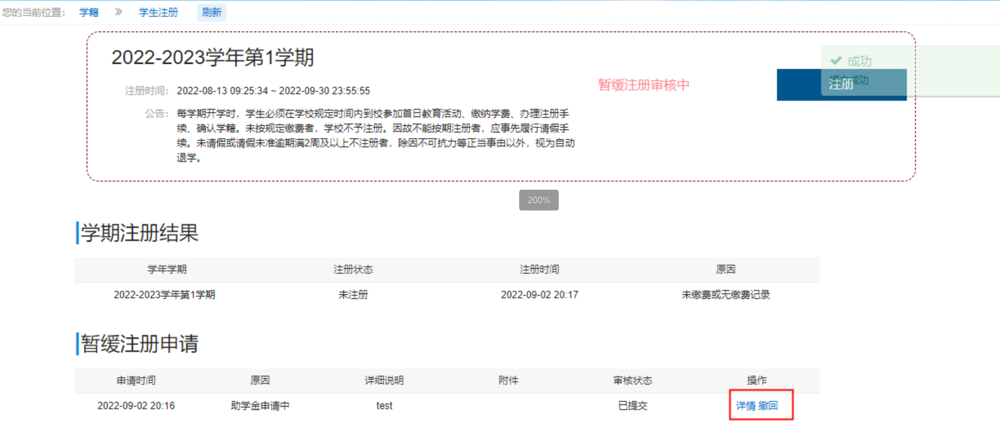 您的当前位置： 学籍 » 学生注册 刷新
2022-2023学年第1学期
成功
提交成功
注册
暂缓注册审核中
注册时间： 2022-08-13 09:25:34 ~ 2022-09-30 23:55:55
公告： 每学期开学时，学生必须在学校规定时间内到校参加首日教育活动、缴纳学费、办理注册手
续、确认学籍。未按规定缴费者，学校不予注册。因故不能按期注册者，应事先履行请假手
续。未请假或请假未准逾期满2周及以上不注册者，除因不可抗力等正当事由以外，视为自动
退学。
200%
学期注册结果
学年学期 注册状态 注册时间 原因
2022-2023学年第1学期 未注册 2022-09-02 20:17 未缴费或无缴费记录
暂缓注册申请
申请时间 原因 详细说明 附件 审核状态 操作
2022-09-02 20:16 助学金申请中 test 已提交 详情 撤回